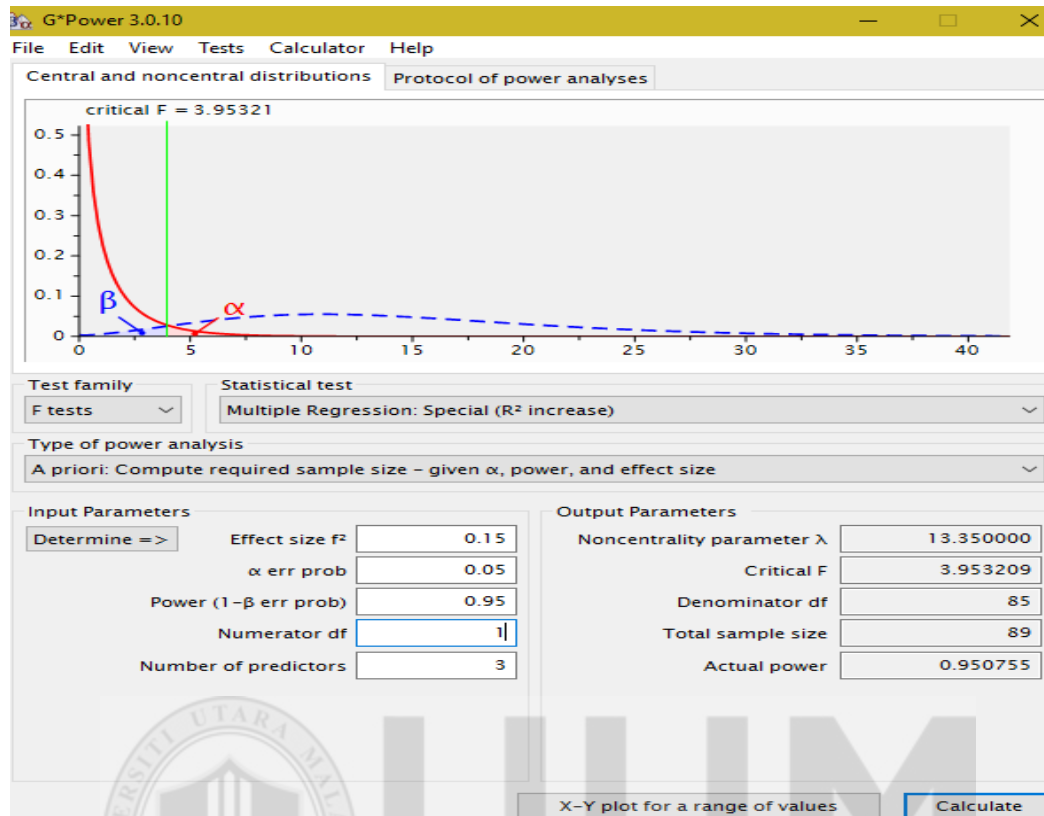 G*Power 3.0.10
File Edit View Tests Calculator Help
Central and noncentral distributions Protocol of power analyses
critical F = 3.95321
0.5
0.4
0.3
0.2
0.1
0
β
α
0 5 10 15 20 25 30 35 40
Test family Statistical test
F tests Multiple Regression: Special (R² increase)
Type of power analysis
A priori: Compute required sample size – given α, power, and effect size
Input Parameters Output Parameters
Determine => Effect size f² 0.15 Noncentrality parameter λ 13.350000
α err prob 0.05 Critical F 3.953209
Power (1-β err prob) 0.95 Denominator df 85
Numerator df 1 Total sample size 89
Number of predictors 3 Actual power 0.950755
UTARA
X-Y plot for a range of values Calculate